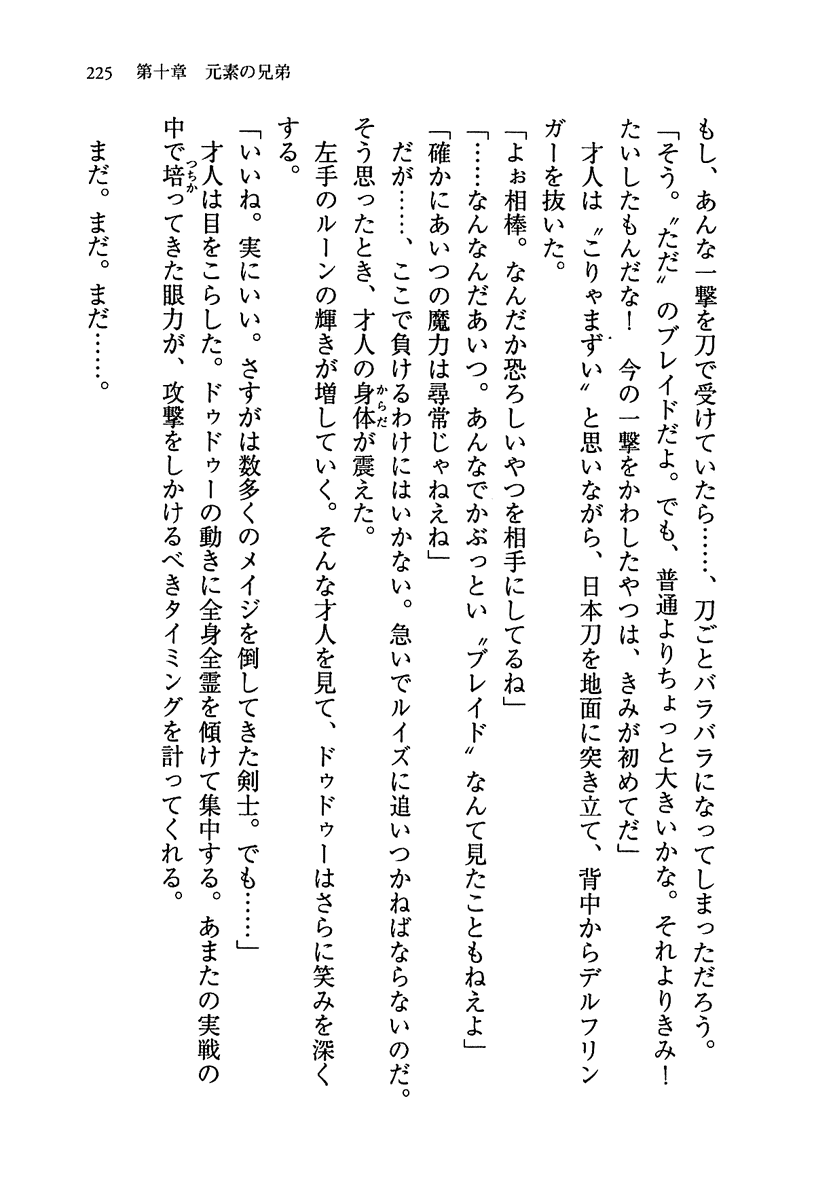 225 第十章 元素の兄弟
もし、あんな一撃を刀で受けていたら……、刀ごとバラバラになってしまっただろう。
「そう。〝ただ〟のブレイドだよ。でも、普通よりちょっと大きいかな。それよりきみ！
たいしたもんだな！　今の一撃をかわしたやつは、きみが初めてだ」
才人は〝こりゃまずい〟と思いながら、日本刀を地面に突き立て、背中からデルフリン
ガーを抜いた。
「よぉ相棒。なんだか恐ろしいやつを相手にしてるね」
「……なんなんだあいつ。あんなでかぶっとい〝ブレイド〟なんて見たこともねえよ」
「確かにあいつの魔力は尋常じゃねえね」
だが……、ここで負けるわけにはいかない。急いでルイズに追いつかねばならないのだ。
そう思ったとき、才人の身体が震えた。
からだ
左手のルーンの輝きが増していく。そんな才人を見て、ドゥドゥーはさらに笑みを深く
する。
「いいね。実にいい。さすがは数多くのメイジを倒してきた剣士。でも……」
才人は目をこらした。ドゥドゥーの動きに全身全霊を傾けて集中する。あまたの実戦の
中で培ってきた眼力が、攻撃をしかけるべきタイミングを計ってくれる。
つちか
まだ。まだ。まだ……。